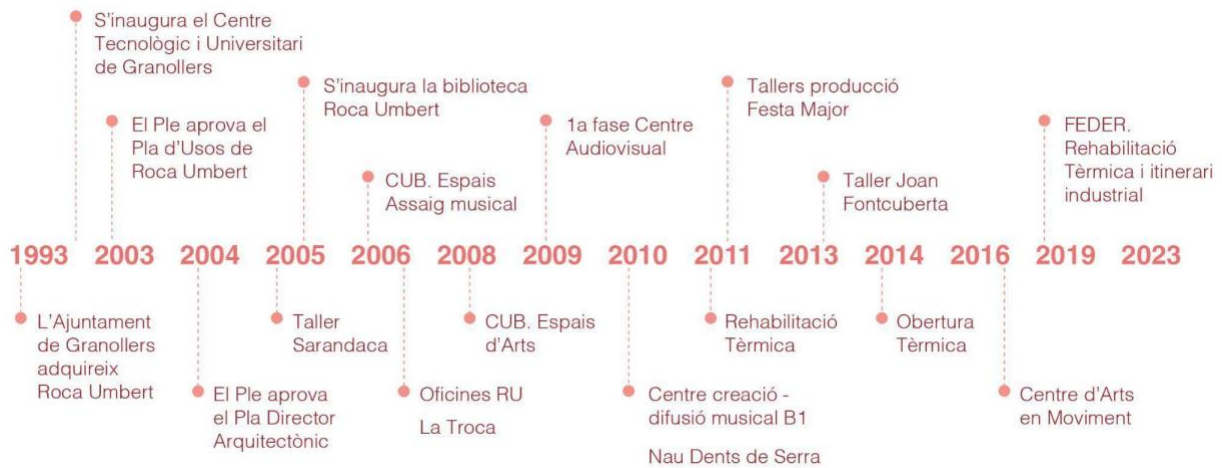 S'inaugura el Centre
Tecnològic i Universitari
de Granollers
El Ple aprova el
Pla d'Usos de
Roca Umbert
S'inaugura la biblioteca
Roca Umbert
CUB. Espais
Assaig musical
1a fase Centre
Audiovisual
Tallers producció
Festa Major
Taller Joan
Fontcuberta
FEDER.
Rehabilitació
Tèrmica i itinerari
industrial
1993 2003 2004 2005 2006 2008 2009 2010 2011 2013 2014 2016 2019 2023
L'Ajuntament
de Granollers
adquireix
Roca Umbert
El Ple aprova
el Pla Director
Arquitectònic
Taller
Sarandaca
Oficines RU
La Troca
CUB. Espais
d'Arts
Centre creació -
difusió musical B1
Nau Dents de Serra
Rehabilitació
Tèrmica
Obertura
Tèrmica
Centre d'Arts
en Moviment